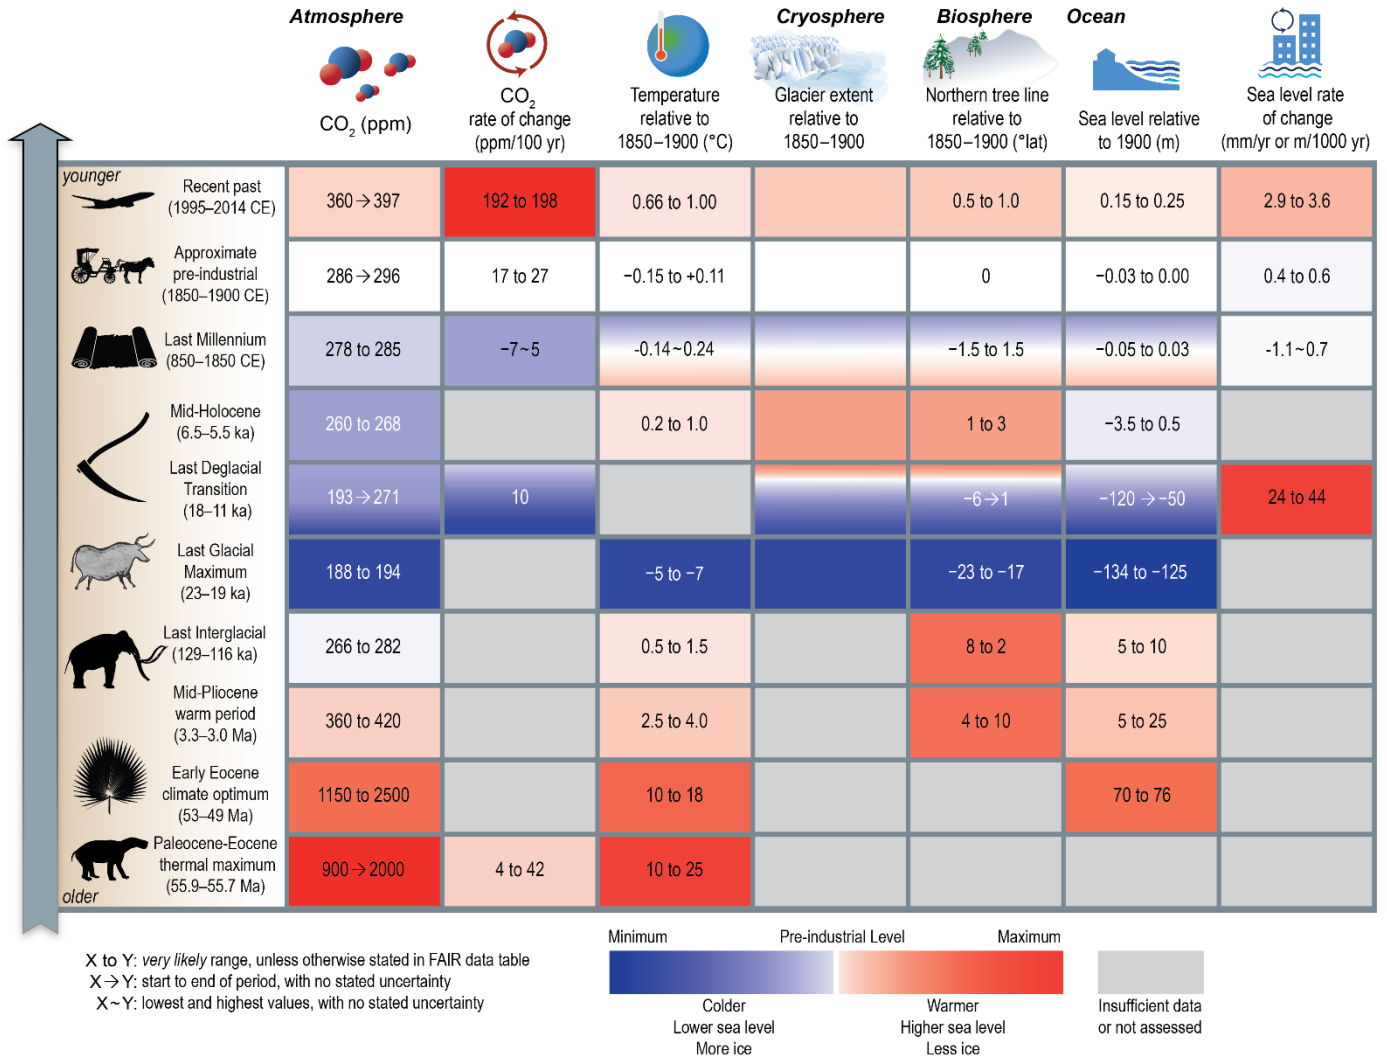 Atmosphere
Cryosphere
Biosphere
Ocean
CO2 (ppm)
CO2
rate of change
(ppm/100 yr)
Temperature
relative to
1850–1900 (°C)
Glacier extent
relative to
1850–1900
Northern tree line
relative to
1850–1900 (°lat)
Sea level relative
to 1900 (m)
Sea level rate
of change
(mm/yr or m/1000 yr)
younger
Recent past
(1995–2014 CE)
360→397
192 to 198
0.66 to 1.00
0.5 to 1.0
0.15 to 0.25
2.9 to 3.6
Approximate
pre-industrial
(1850–1900 CE)
286→296
17 to 27
−0.15 to +0.11
0
−0.03 to 0.00
0.4 to 0.6
Last Millennium
(850–1850 CE)
278 to 285
−7~5
-0.14~0.24
−1.5 to 1.5
−0.05 to 0.03
-1.1~0.7
Mid-Holocene
(6.5–5.5 ka)
260 to 268
0.2 to 1.0
1 to 3
−3.5 to 0.5
Last Deglacial
Transition
(18–11 ka)
193→271
10
−6→1
−120→−50
24 to 44
Last Glacial
Maximum
(23–19 ka)
188 to 194
−5 to −7
−23 to −17
−134 to −125
Last Interglacial
(129–116 ka)
266 to 282
0.5 to 1.5
8 to 2
5 to 10
Mid-Pliocene
warm period
(3.3–3.0 Ma)
360 to 420
2.5 to 4.0
4 to 10
5 to 25
Early Eocene
climate optimum
(53–49 Ma)
1150 to 2500
10 to 18
70 to 76
Paleocene-Eocene
thermal maximum
(55.9–55.7 Ma)
900→2000
4 to 42
10 to 25
older
X to Y: very likely range, unless otherwise stated in FAIR data table
X→Y: start to end of period, with no stated uncertainty
X~Y: lowest and highest values, with no stated uncertainty
Minimum
Pre-industrial Level
Maximum
Colder
Lower sea level
More ice
Warmer
Higher sea level
Less ice
Insufficient data
or not assessed